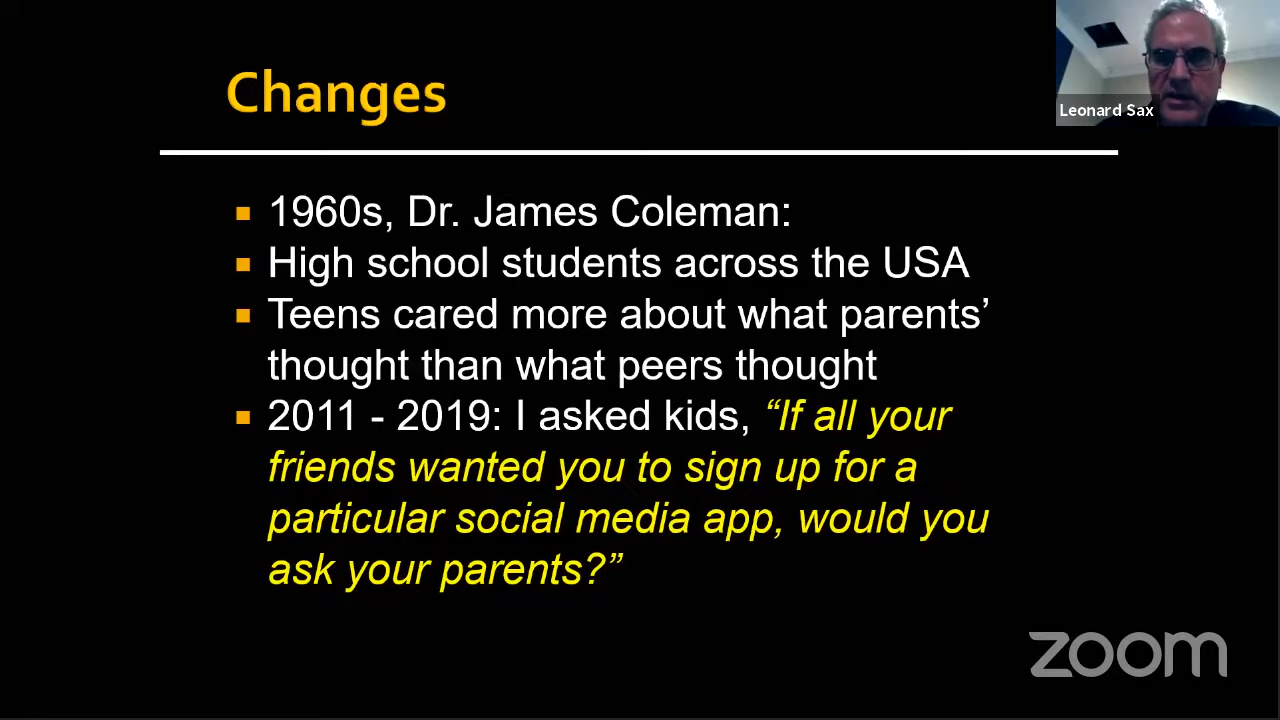 Changes
Leonard Sax
1960s, Dr. James Coleman:
High school students across the USA
Teens cared more about what parents’
thought than what peers thought
2011 - 2019: I asked kids, “If all your
friends wanted you to sign up for a
particular social media app, would you
ask your parents?”
zoom